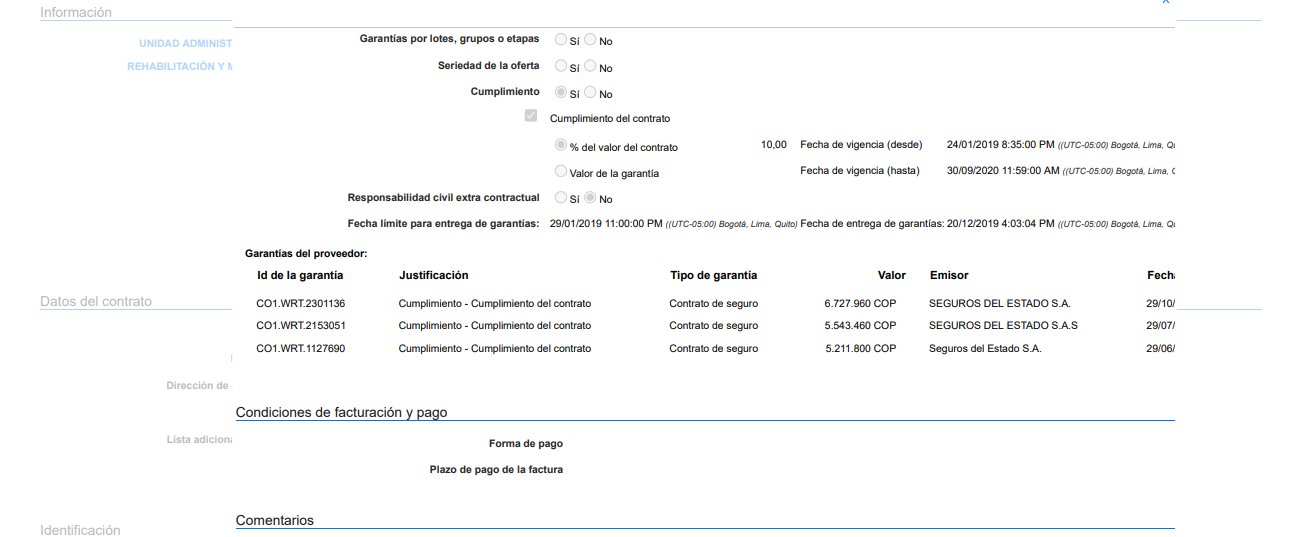 Información
UNIDAD ADMINIST
REHABILITACIÓN Y M
Garantías por lotes, grupos o etapas Sí No
Seriedad de la oferta Sí No
Cumplimiento Sí No
Cumplimiento del contrato
% del valor del contrato 10,00 Fecha de vigencia (desde) 24/01/2019 8:35:00 PM ((UTC-05:00) Bogotá, Lima, Qu
Valor de la garantía Fecha de vigencia (hasta) 30/09/2020 11:59:00 AM ((UTC-05:00) Bogotá, Lima,
Responsabilidad civil extra contractual Sí No
Fecha límite para entrega de garantías: 29/01/2019 11:00:00 PM ((UTC-05:00) Bogotá, Lima, Quito) Fecha de entrega de garantías: 20/12/2019 4:03:04 PM ((UTC-05:00) Bogotá, Lima, Qu
Garantías del proveedor:
Id de la garantía Justificación Tipo de garantía Valor Emisor Fecha
CO1.WRT.2301136 Cumplimiento - Cumplimiento del contrato Contrato de seguro 6.727.960 COP SEGUROS DEL ESTADO S.A. 29/10/
Datos del contrato
CO1.WRT.2153051 Cumplimiento - Cumplimiento del contrato Contrato de seguro 5.543.460 COP SEGUROS DEL ESTADO S.A.S 29/07/
CO1.WRT.1127690 Cumplimiento - Cumplimiento del contrato Contrato de seguro 5.211.800 COP Seguros del Estado S.A. 29/06/
Dirección de
Condiciones de facturación y pago
Lista adiciona
Forma de pago
Plazo de pago de la factura
Comentarios
Identificación